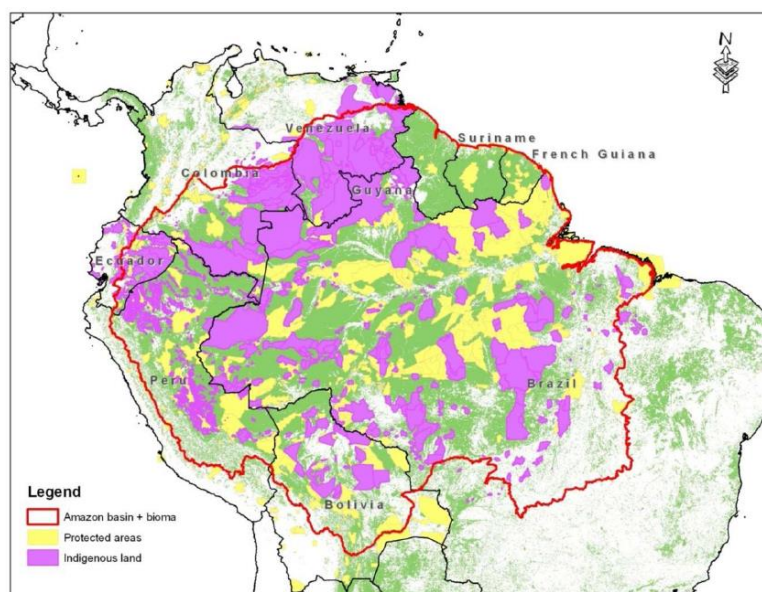 N
Venezuela
Suriname
French Guiana
Colombia
Guyana
Ecuador
Peru
Brazil
Bolivia
Legend
Amazon basin + bioma
Protected areas
Indigenous land